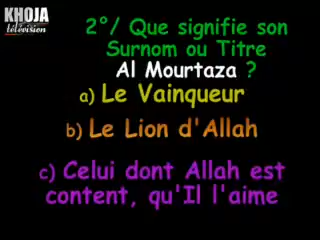 KHOJA
télévision
2°/ Que signifie son
Surnom ou Titre
Al Mourtaza ?
a) Le Vainqueur
b) Le Lion d'Allah
c) Celui dont Allah est
content, qu'Il l'aime